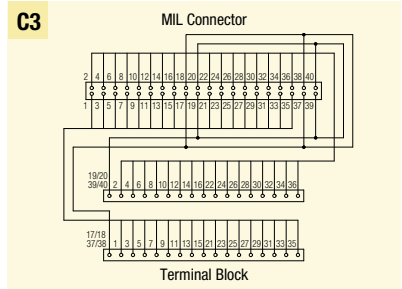 C3
MIL Connector
2 4 6 8 10 12 14 16 18 20 22 24 26 28 30 32 34 36 38 40
1 3 5 7 9 11 13 15 17 19 21 23 25 27 29 31 33 35 37 39
19/20
39/40 2 4 6 8 10 12 14 16 22 24 26 28 30 32 34 36
17/18
37/38 1 3 5 7 9 11 13 15 21 23 25 27 29 31 33 35
Terminal Block